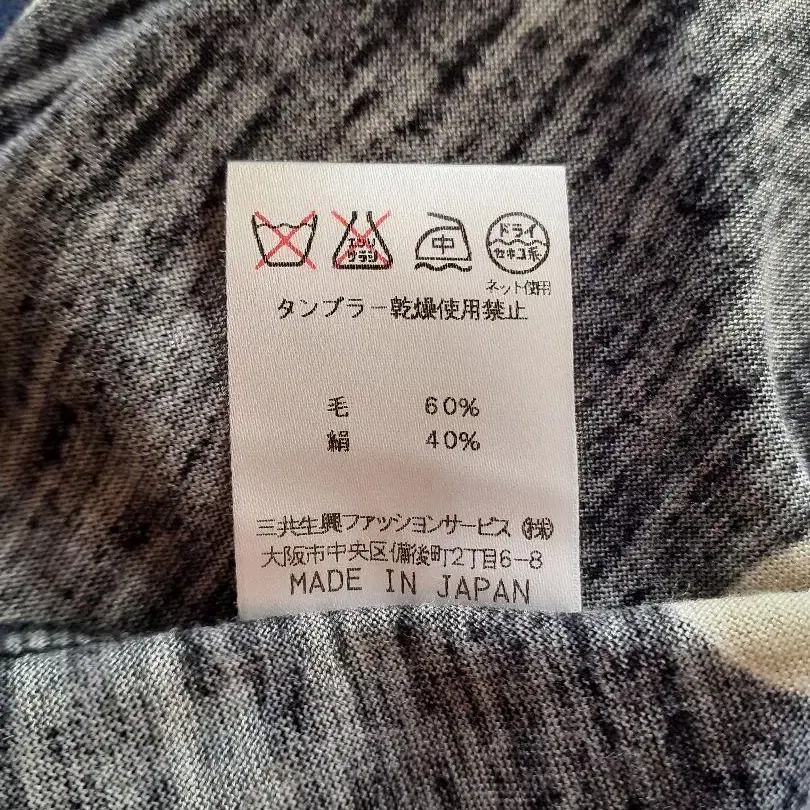 エンソ
サラシ
中
ドライ
セキユ系
ネット使用
タンブラー乾燥使用禁止
毛 60%
絹 40%
三共生興ファッションサービス ㈱
大阪市中央区備後町2丁目6-8
MADE IN JAPAN